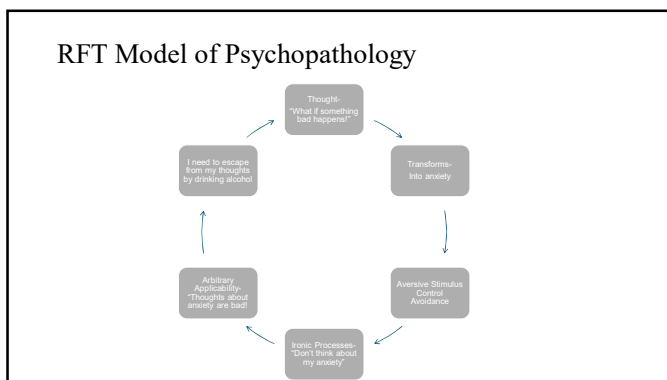 RFT Model of Psychopathology
Thought-
"What if something
bad happens!"
Transforms-
Into anxiety
Aversive Stimulus
Control
Avoidance
Ironic Processes-
"Don't think about
my anxiety"
Arbitrary
Applicability-
"Thoughts about
anxiety are bad!
I need to escape
from my thoughts
by drinking alcohol